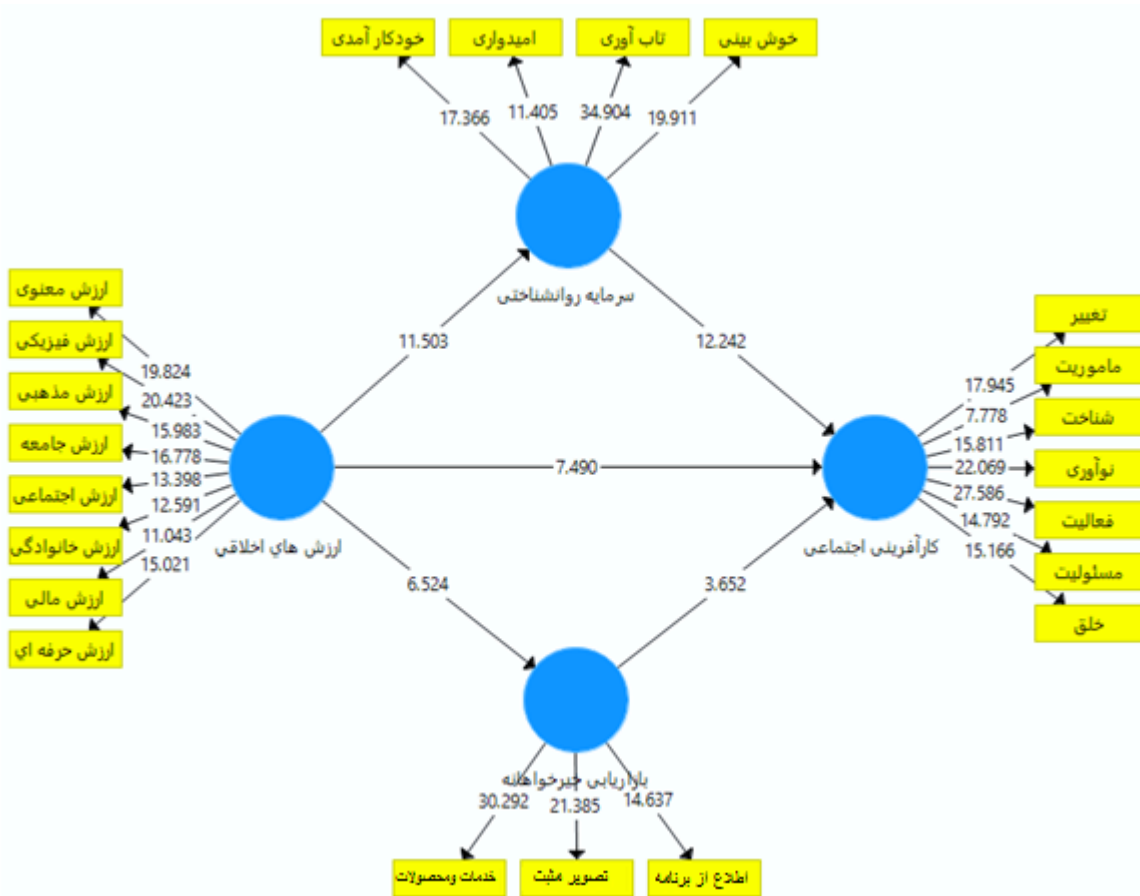 خودکار آمدی
امیدواری
تاب آوری
خوش بینی
17.366
11.405
34.904
19.911
سرمایه روانشناختی
11.503
12.242
ارزش معنوی
ارزش فیزیکی
ارزش مذهبی
ارزش جامعه
ارزش اجتماعی
ارزش خانوادگی
ارزش مالی
ارزش حرفه اي
19.824
20.423
15.983
16.778
13.398
12.591
11.043
15.021
ارزش هاي اخلاقي
7.490
تغییر
ماموریت
شناخت
نوآوری
فعالیت
مسئولیت
خلق
17.945
7.778
15.811
22.069
27.586
14.792
15.166
کارآفرینی اجتماعی
6.524
3.652
بازاریابی خیرخواهانه
30.292
21.385
14.637
خدمات ومحصولات
تصویر مثبت
اطلاع از برنامه